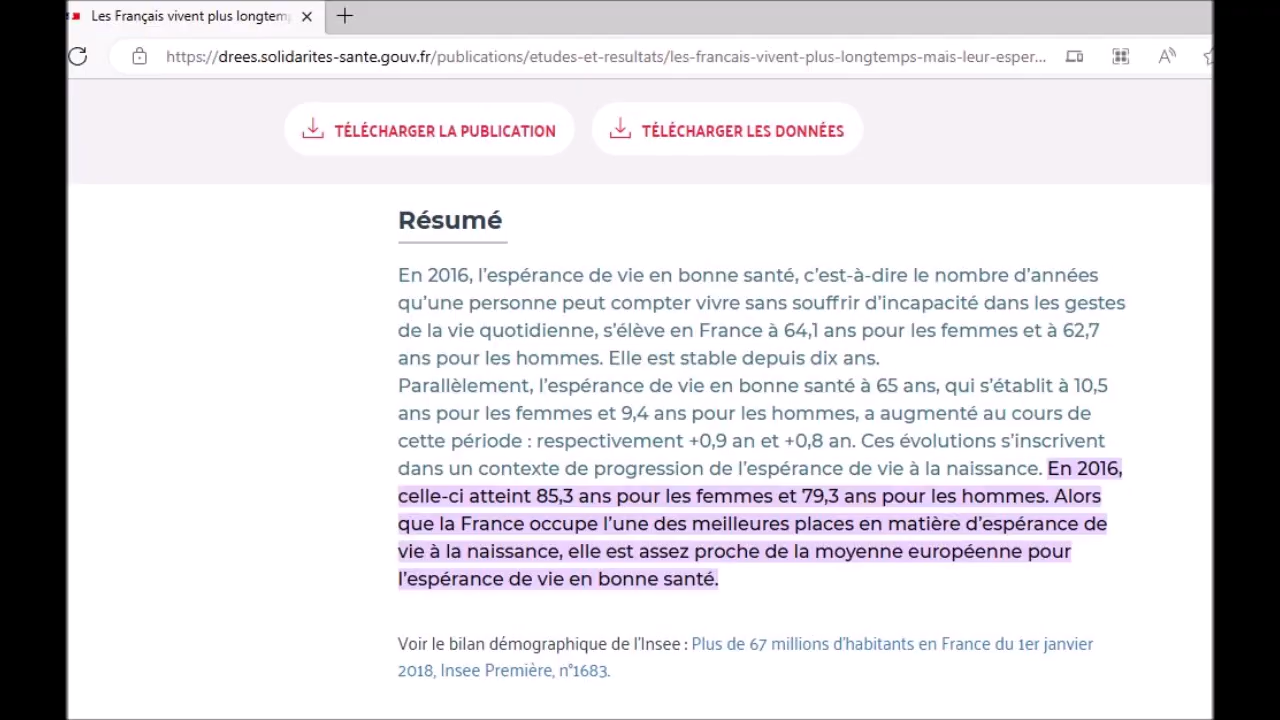 Les Français vivent plus longtem
https://drees.solidarites-sante.gouv.fr/publications/etudes-et-resultats/les-francais-vivent-plus-longtemps-mais-leur-esper...
TÉLÉCHARGER LA PUBLICATION
TÉLÉCHARGER LES DONNÉES
Résumé
En 2016, l’espérance de vie en bonne santé, c’est-à-dire le nombre d’années
qu’une personne peut compter vivre sans souffrir d’incapacité dans les gestes
de la vie quotidienne, s’élève en France à 64,1 ans pour les femmes et à 62,7
ans pour les hommes. Elle est stable depuis dix ans.
Parallèlement, l’espérance de vie en bonne santé à 65 ans, qui s’établit à 10,5
ans pour les femmes et 9,4 ans pour les hommes, a augmenté au cours de
cette période : respectivement +0,9 an et +0,8 an. Ces évolutions s’inscrivent
dans un contexte de progression de l’espérance de vie à la naissance. En 2016,
celle-ci atteint 85,3 ans pour les femmes et 79,3 ans pour les hommes. Alors
que la France occupe l’une des meilleures places en matière d’espérance de
vie à la naissance, elle est assez proche de la moyenne européenne pour
l’espérance de vie en bonne santé.
Voir le bilan démographique de l’Insee : Plus de 67 millions d’habitants en France du 1er janvier
2018, Insee Première, n°1683.